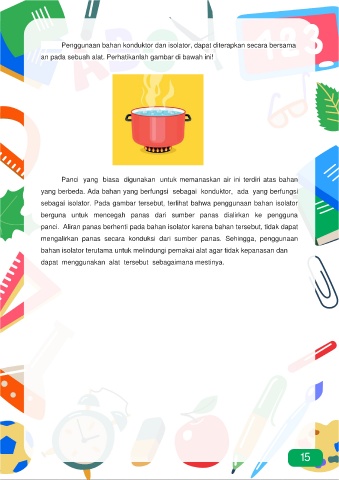 Penggunaan bahan konduktor dan isolator, dapat diterapkan secara bersama
an pada sebuah alat. Perhatikanlah gambar di bawah ini!
Panci yang biasa digunakan untuk memanaskan air ini terdiri atas bahan
yang berbeda. Ada bahan yang berfungsi sebagai konduktor, ada yang berfungsi
sebagai isolator. Pada gambar tersebut, terlihat bahwa penggunaan bahan isolator
berguna untuk mencegah panas dari sumber panas dialirkan ke pengguna
panci. Aliran panas berhenti pada bahan isolator karena bahan tersebut, tidak dapat
mengalirkan panas secara konduksi dari sumber panas. Sehingga, penggunaan
bahan isolator terutama untuk melindungi pemakai alat agar tidak kepanasan dan
dapat menggunakan alat tersebut sebagaimana mestinya.
15